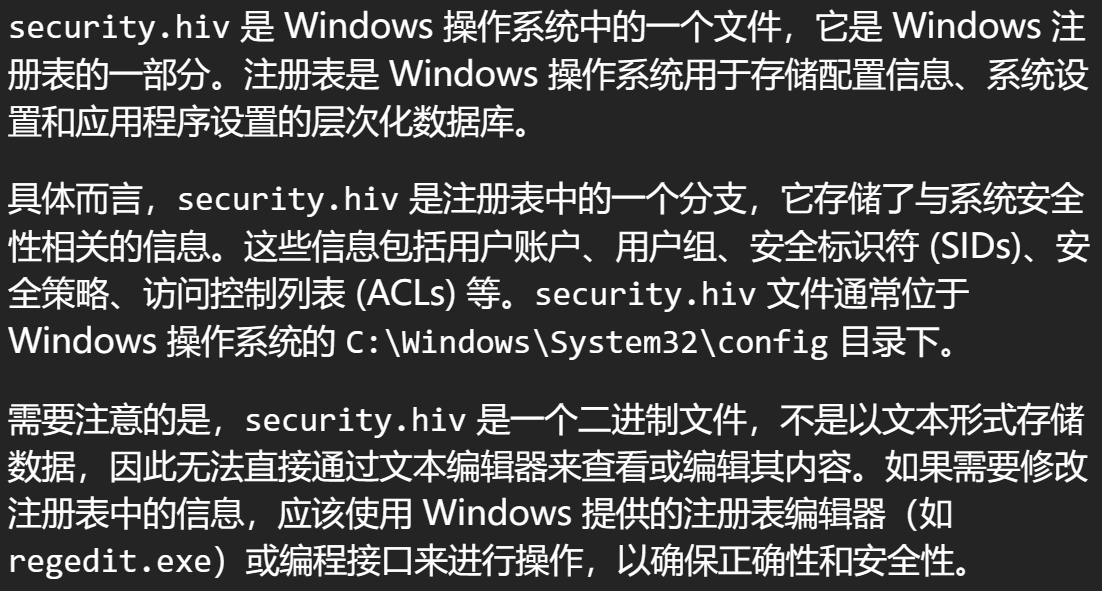 security.hiv 是 Windows 操作系统中的一个文件，它是 Windows 注
册表的一部分。注册表是 Windows 操作系统用于存储配置信息、系统设
置和应用程序设置的层次化数据库。
具体而言，security.hiv 是注册表中的一个分支，它存储了与系统安全
性相关的信息。这些信息包括用户账户、用户组、安全标识符 (SIDs)、安
全策略、访问控制列表 (ACLs) 等。security.hiv 文件通常位于
Windows 操作系统的 C:\Windows\System32\config 目录下。
需要注意的是，security.hiv 是一个二进制文件，不是以文本形式存储
数据，因此无法直接通过文本编辑器来查看或编辑其内容。如果需要修改
注册表中的信息，应该使用 Windows 提供的注册表编辑器（如
regedit.exe）或编程接口来进行操作，以确保正确性和安全性。